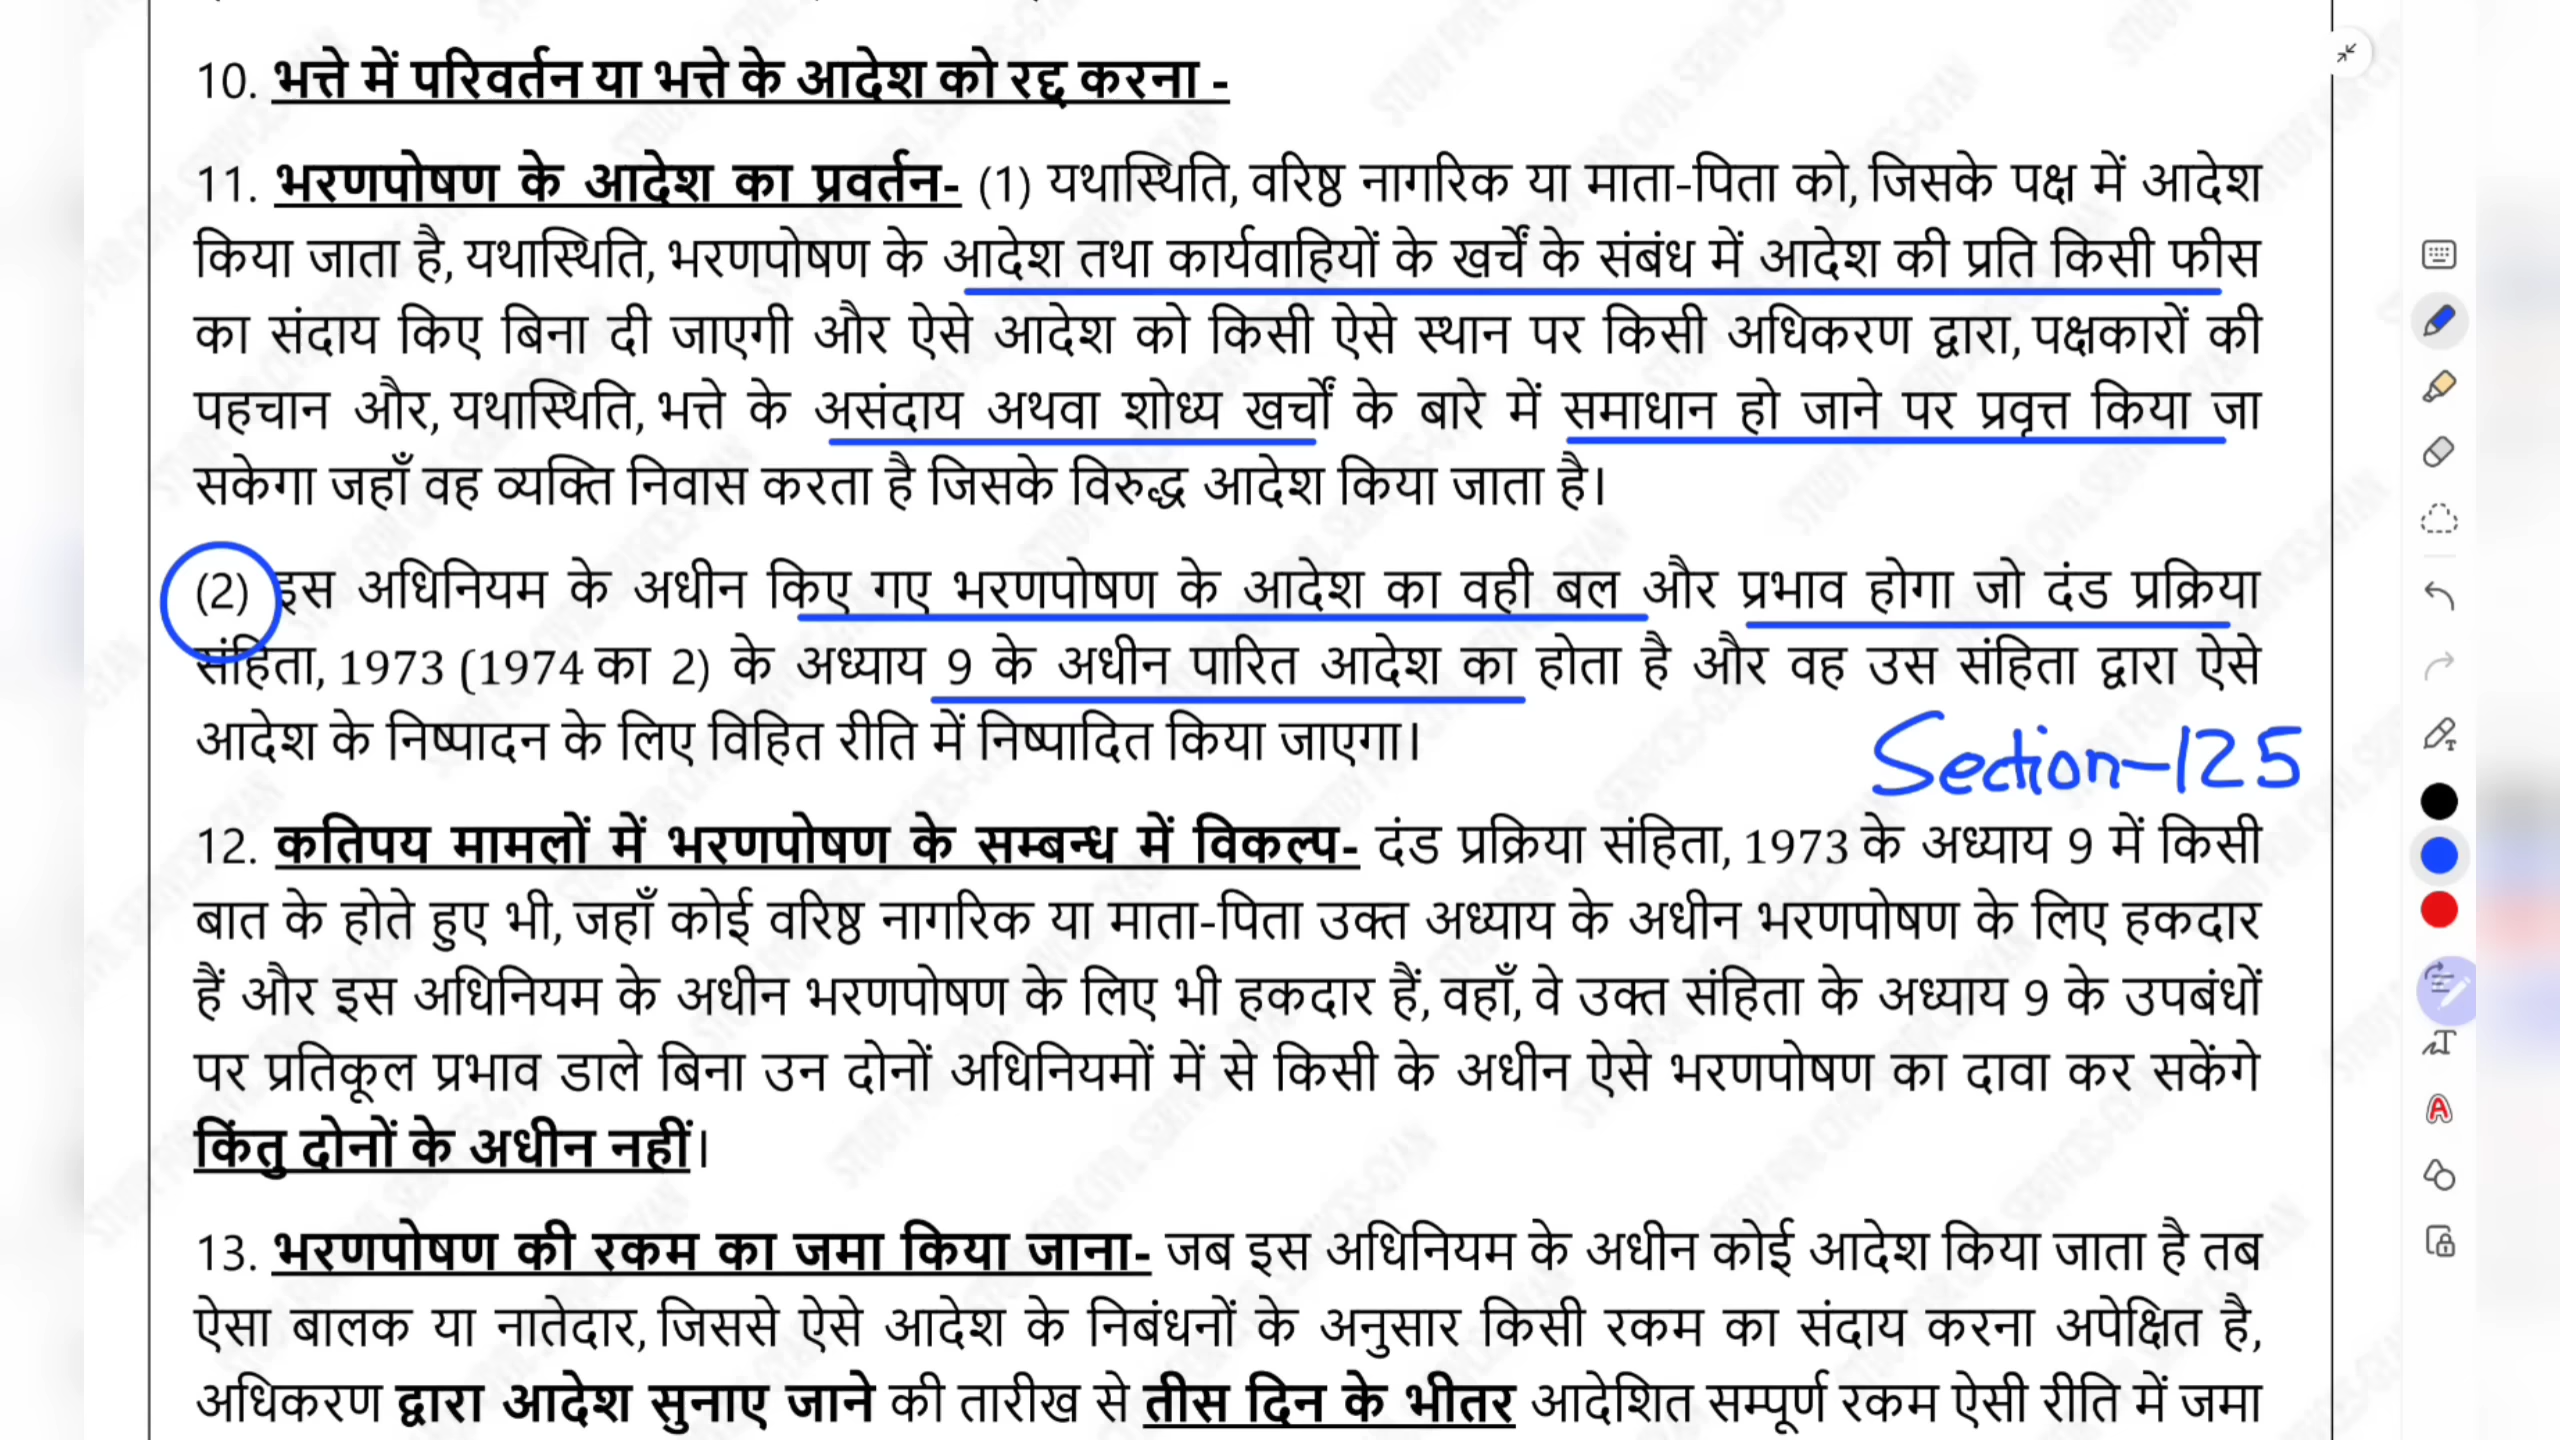 10. भत्ते में परिवर्तन या भत्ते के आदेश को रद्द करना -
11. भरणपोषण के आदेश का प्रवर्तन- (1) यथास्थिति, वरिष्ठ नागरिक या माता-पिता को, जिसके पक्ष में आदेश
किया जाता है, यथास्थिति, भरणपोषण के आदेश तथा कार्यवाहियों के खर्चे के संबंध में आदेश की प्रति किसी फीस
का संदाय किए बिना दी जाएगी और ऐसे आदेश को किसी ऐसे स्थान पर किसी अधिकरण द्वारा, पक्षकारों की
पहचान और, यथास्थिति, भत्ते के असंदाय अथवा शोध्य खर्चों के बारे में समाधान हो जाने पर प्रवृत्त किया जा
सकेगा जहाँ वह व्यक्ति निवास करता है जिसके विरुद्ध आदेश किया जाता है।
(2) इस अधिनियम के अधीन किए गए भरणपोषण के आदेश का वही बल और प्रभाव होगा जो दंड प्रक्रिया
संहिता, 1973 (1974 का 2) के अध्याय 9 के अधीन पारित आदेश का होता है और वह उस संहिता द्वारा ऐसे
आदेश के निष्पादन के लिए विहित रीति में निष्पादित किया जाएगा।
Section-125
12. कतिपय मामलों में भरणपोषण के सम्बन्ध में विकल्प- दंड प्रक्रिया संहिता, 1973 के अध्याय 9 में किसी
बात के होते हुए भी, जहाँ कोई वरिष्ठ नागरिक या माता-पिता उक्त अध्याय के अधीन भरणपोषण के लिए हकदार
हैं और इस अधिनियम के अधीन भरणपोषण के लिए भी हकदार हैं, वहाँ, वे उक्त संहिता के अध्याय 9 के उपबंधों
पर प्रतिकूल प्रभाव डाले बिना उन दोनों अधिनियमों में से किसी के अधीन ऐसे भरणपोषण का दावा कर सकेंगे
किंतु दोनों के अधीन नहीं।
13. भरणपोषण की रकम का जमा किया जाना- जब इस अधिनियम के अधीन कोई आदेश किया जाता है तब
ऐसा बालक या नातेदार, जिससे ऐसे आदेश के निबंधनों के अनुसार किसी रकम का संदाय करना अपेक्षित है,
अधिकरण द्वारा आदेश सुनाए जाने की तारीख से तीस दिन के भीतर आदेशित सम्पूर्ण रकम ऐसी रीति में जमा